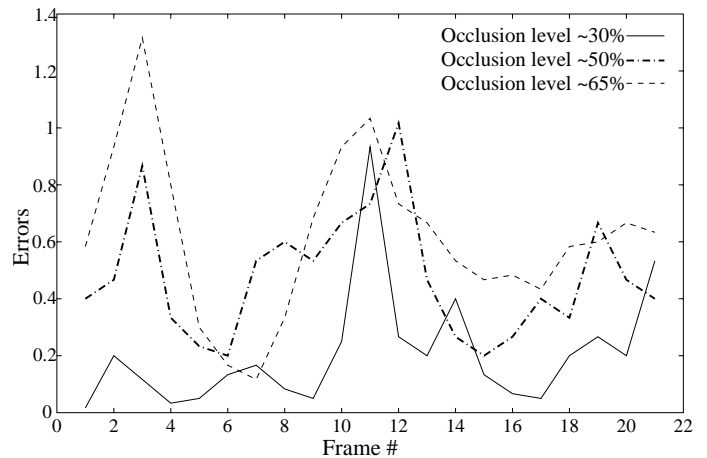 1.4
1.2
1
0.8
0.6
0.4
0.2
0
Errors
Occlusion level ~30%
Occlusion level ~50%
Occlusion level ~65%
0 2 4 6 8 10 12 14 16 18 20 22
Frame #